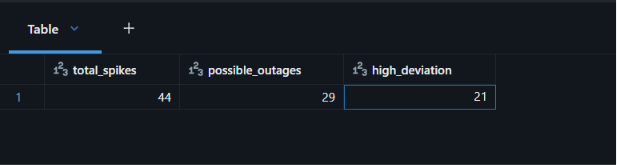 Table +
123 total_spikes 123 possible_outages 123 high_deviation
1 44 29 21